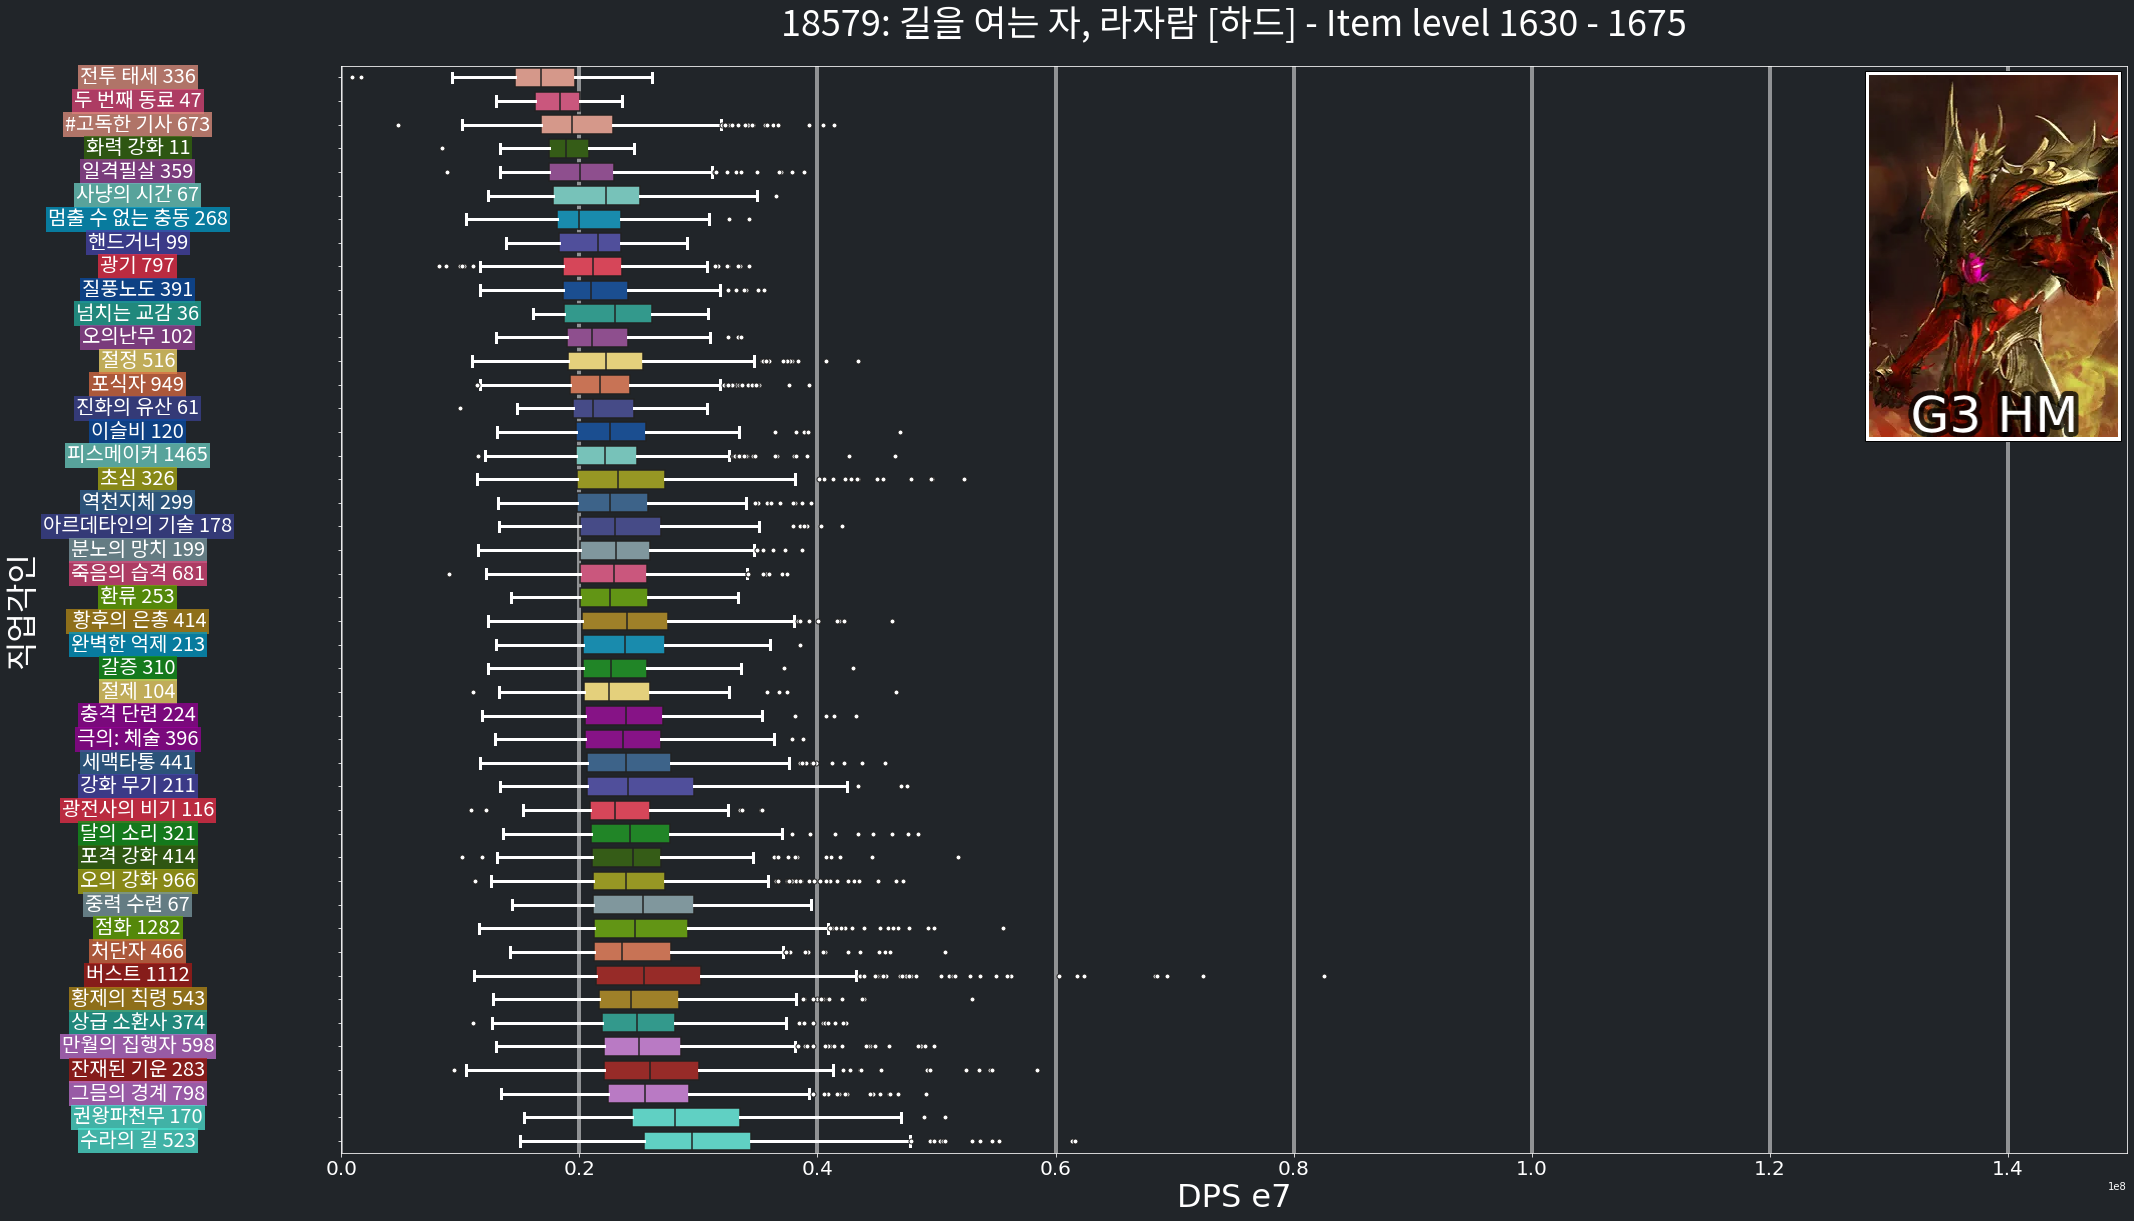 18579: 길을 여는 자, 라자람 [하드] - Item level 1630 - 1675
직업각인
전투 태세 336
두 번째 동료 47
#고독한 기사 673
화력 강화 11
일격필살 359
사냥의 시간 67
멈출 수 없는 충동 268
핸드거너 99
광기 797
질풍노도 391
넘치는 교감 36
오의난무 102
절정 516
포식자 949
진화의 유산 61
이슬비 120
피스메이커 1465
초심 326
역천지체 299
아르데타인의 기술 178
분노의 망치 199
죽음의 습격 681
환류 253
황후의 은총 414
완벽한 억제 213
갈증 310
절제 104
충격 단련 224
극의: 체술 396
세맥타통 441
강화 무기 211
광전사의 비기 116
달의 소리 321
포격 강화 414
오의 강화 966
중력 수련 67
점화 1282
처단자 466
버스트 1112
황제의 칙령 543
상급 소환사 374
만월의 집행자 598
잔재된 기운 283
그믐의 경계 798
권왕파천무 170
수라의 길 523
G3 HM
0.0 0.2 0.4 0.6 0.8 1.0 1.2 1.4
1e8
DPS e7